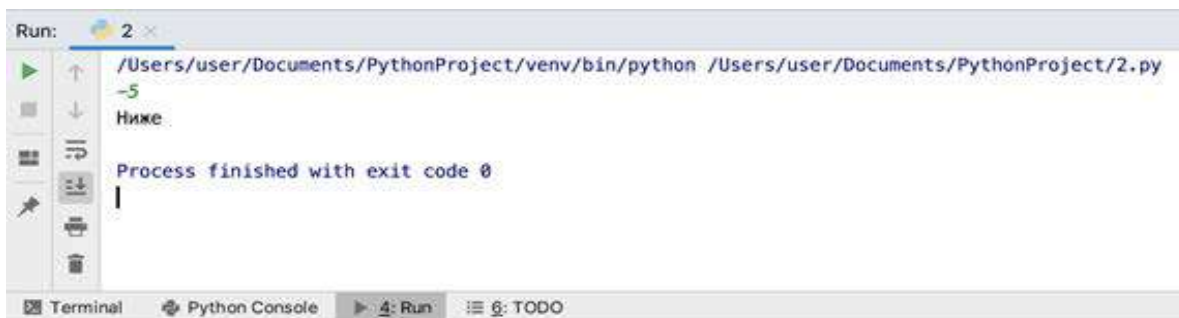 Run: 2 ×
/Users/user/Documents/PythonProject/venv/bin/python /Users/user/Documents/PythonProject/2.py
-5
Ниже
Process finished with exit code 0
Terminal Python Console 4: Run 6: TODO